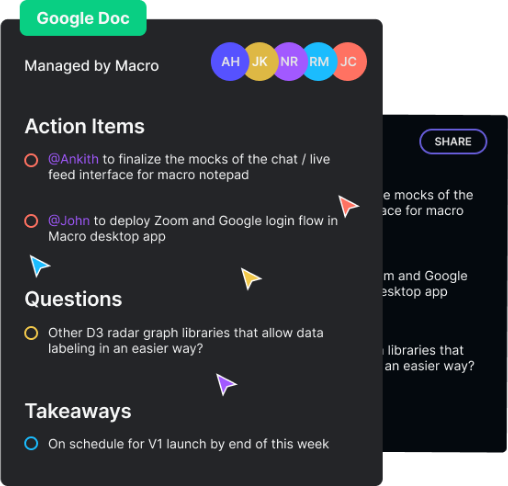 Google Doc
Managed by Macro
AH JK NR RM JC
Action Items
@Ankith to finalize the mocks of the chat / live
feed interface for macro notepad
@John to deploy Zoom and Google login flow in
Macro desktop app
Questions
Other D3 radar graph libraries that allow data
labeling in an easier way?
Takeaways
On schedule for V1 launch by end of this week
SHARE
mocks of the
for macro
and Google
app
libraries that
an easier way?